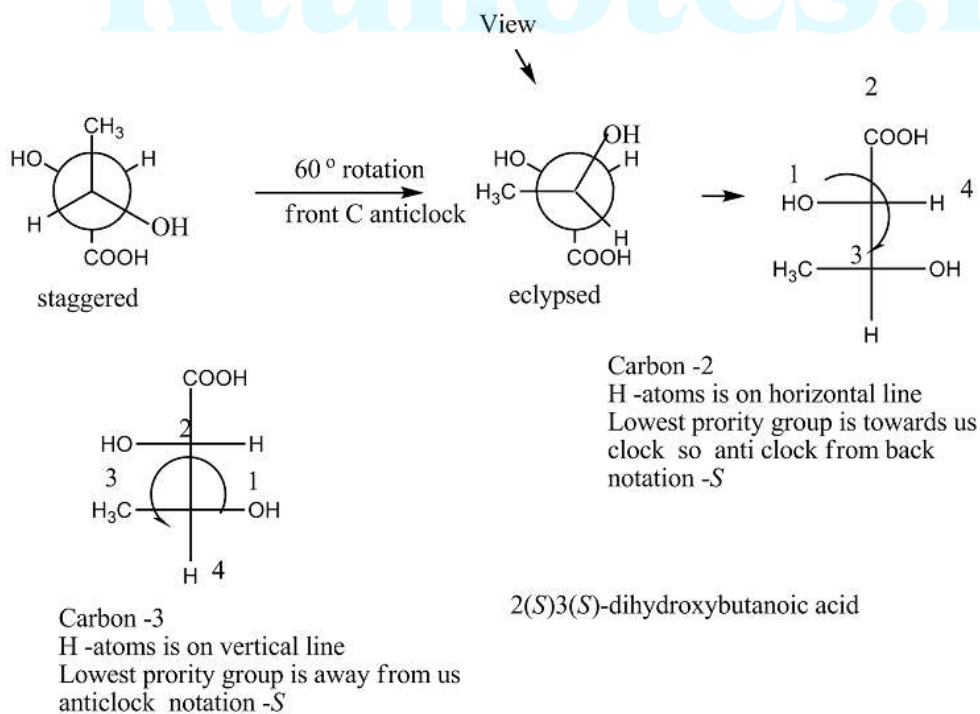 Ktunotes.i
View
CH3
HO
H
H
OH
COOH
staggered
60 o rotation
front C anticlock
OH
HO
H
H3C
H
COOH
eclypsed
2
COOH
1
4
HO
H
3
H3C
OH
H
Carbon -2
H -atoms is on horizontal line
Lowest prority group is towards us
clock so anti clock from back
notation -S
COOH
2
HO
H
3
1
H3C
OH
H 4
Carbon -3
H -atoms is on vertical line
Lowest prority group is away from us
anticlock notation -S
2(S)3(S)-dihydroxybutanoic acid